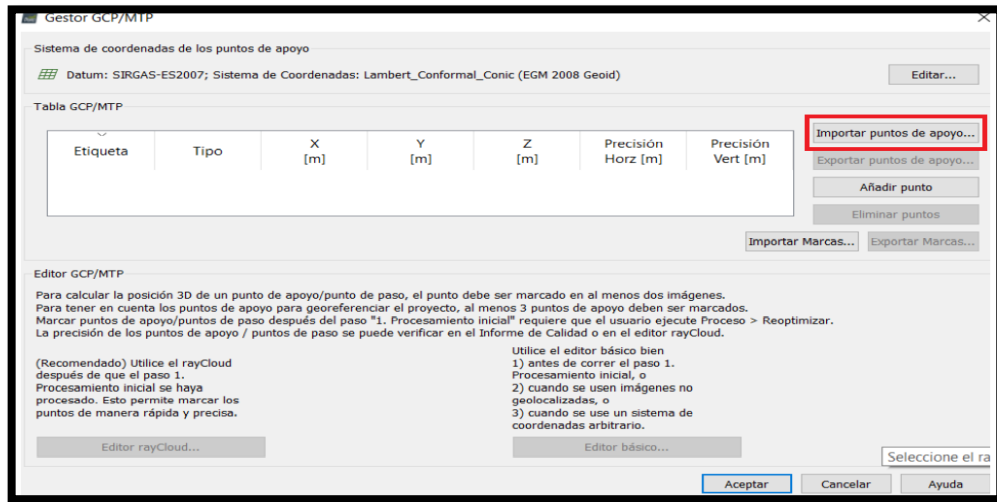 Gestor GCP/MTP
Sistema de coordenadas de los puntos de apoyo
Datum: SIRGAS-ES2007; Sistema de Coordenadas: Lambert_Conformal_Conic (EGM 2008 Geoid)
Editar...
Tabla GCP/MTP
Etiqueta
Tipo
X
[m]
Y
[m]
Z
[m]
Precisión
Horz [m]
Precisión
Vert [m]
Importar puntos de apoyo...
Exportar puntos de apoyo...
Añadir punto
Eliminar puntos
Importar Marcas...
Exportar Marcas...
Editor GCP/MTP
Para calcular la posición 3D de un punto de apoyo/punto de paso, el punto debe ser marcado en al menos dos imágenes.
Para tener en cuenta los puntos de apoyo para georeferenciar el proyecto, al menos 3 puntos de apoyo deben ser marcados.
Marcar puntos de apoyo/puntos de paso después del paso "1. Procesamiento inicial" requiere que el usuario ejecute Proceso > Reoptimizar.
La precisión de los puntos de apoyo / puntos de paso se puede verificar en el Informe de Calidad o en el editor rayCloud.
(Recomendado) Utilice el rayCloud
después de que el paso 1.
Procesamiento inicial se haya
procesado. Esto permite marcar los
puntos de manera rápida y precisa.
Editor rayCloud...
Utilice el editor básico bien
1) antes de correr el paso 1.
Procesamiento inicial, o
2) cuando se usen imágenes no
geolocalizadas, o
3) cuando se use un sistema de
coordenadas arbitrario.
Editor básico...
Seleccione el ra
Aceptar
Cancelar
Ayuda